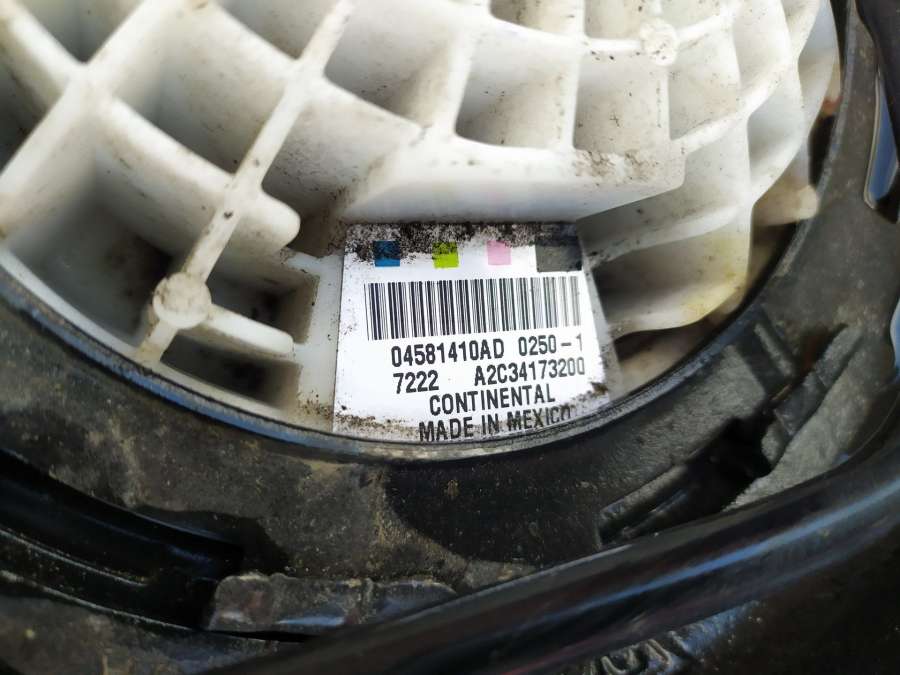 04581410AD 0250-1
7222 A2C34173200
CONTINENTAL
MADE IN MEXICO